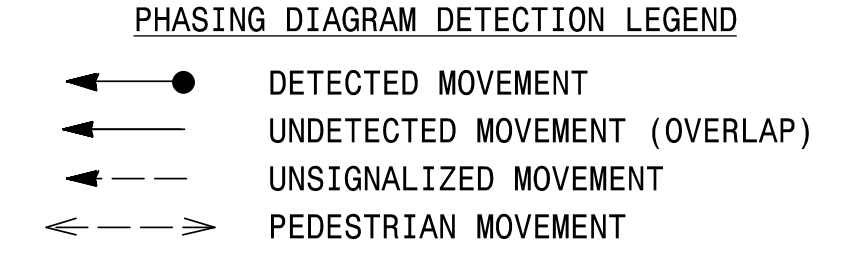 PHASING DIAGRAM DETECTION LEGEND
DETECTED MOVEMENT
UNDETECTED MOVEMENT (OVERLAP)
UNSIGNALIZED MOVEMENT
PEDESTRIAN MOVEMENT